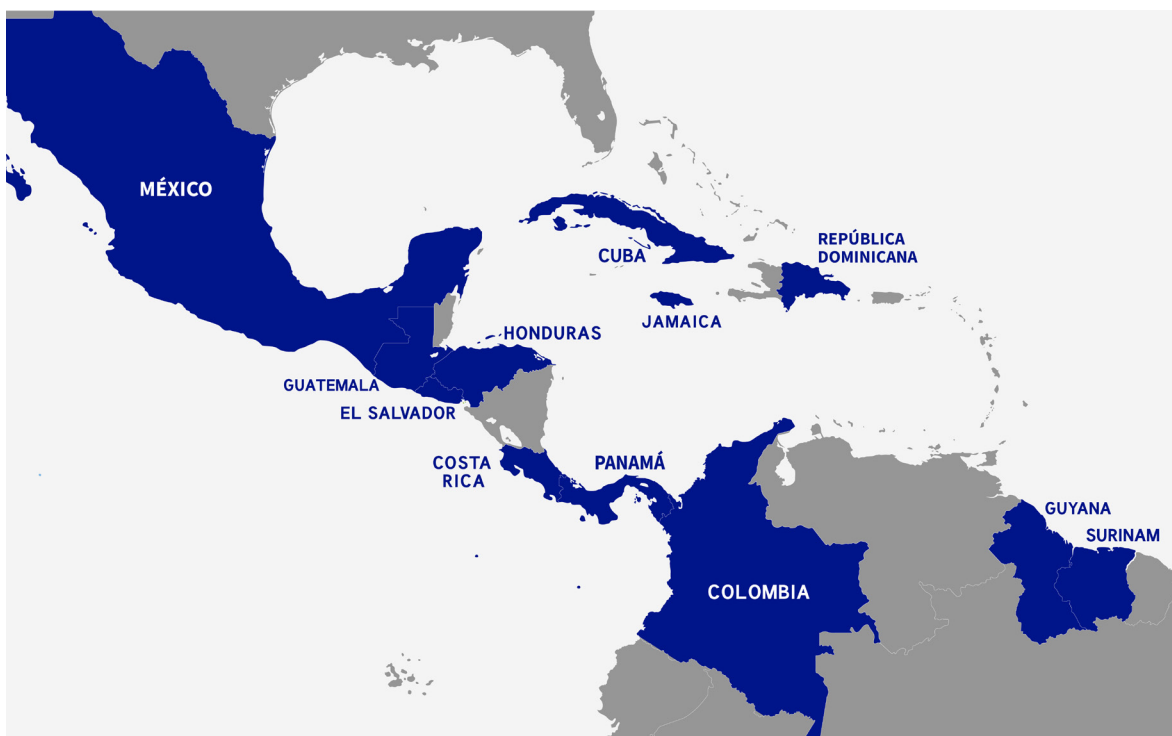 MÉXICO
CUBA
REPÚBLICA
DOMINICANA
JAMAICA
HONDURAS
GUATEMALA
EL SALVADOR
COSTA
RICA
PANAMÁ
GUYANA
SURINAM
COLOMBIA